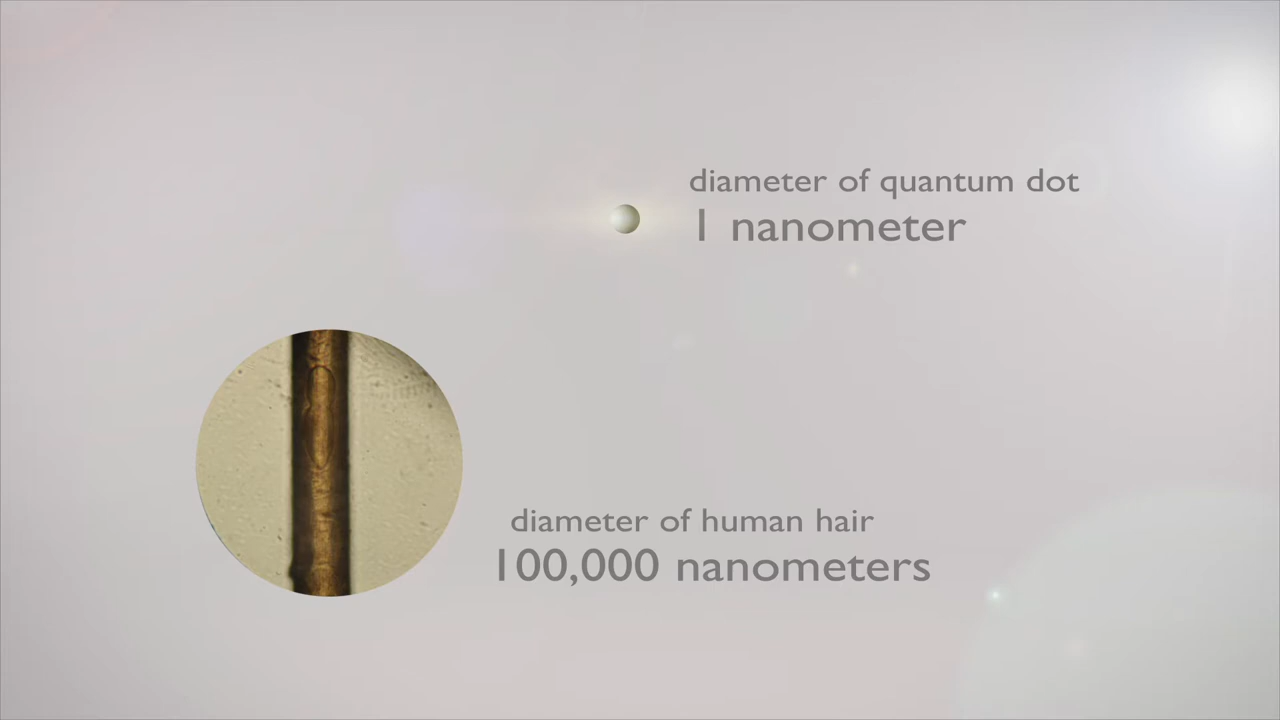 diameter of quantum dot
1 nanometer
diameter of human hair
100,000 nanometers